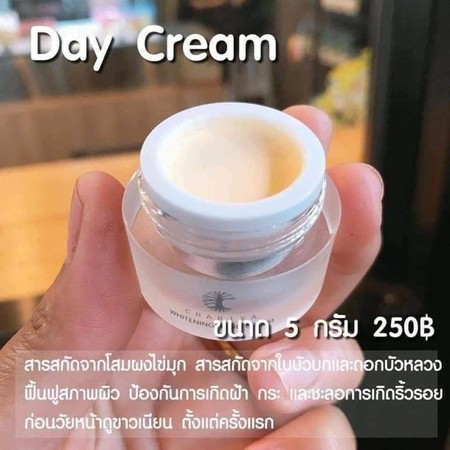 Day Cream
CHARIYA
WHITENING
ขนาด 5 กรัม 250฿
สารสกัดจากโสมผงไข่มุก สารสกัดจากใบบัวบกและดอกบัวหลวง
ฟื้นฟูสภาพผิว ป้องกันการเกิดฝ้า กระ และชะลอการเกิดริ้วรอย
ก่อนวัยหน้าดูขาวเนียน ตั้งแต่ครั้งแรก